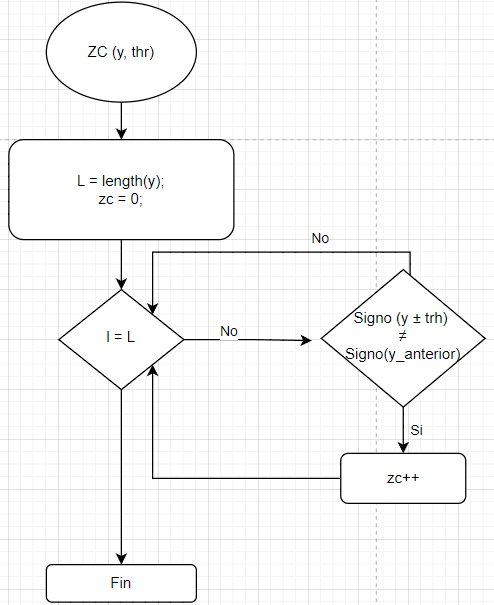 ZC (y, thr)
L = length(y);
zc = 0;
No
I = L
No
Signo (y ± trh)
≠
Signo(y_anterior)
Si
zc++
Fin